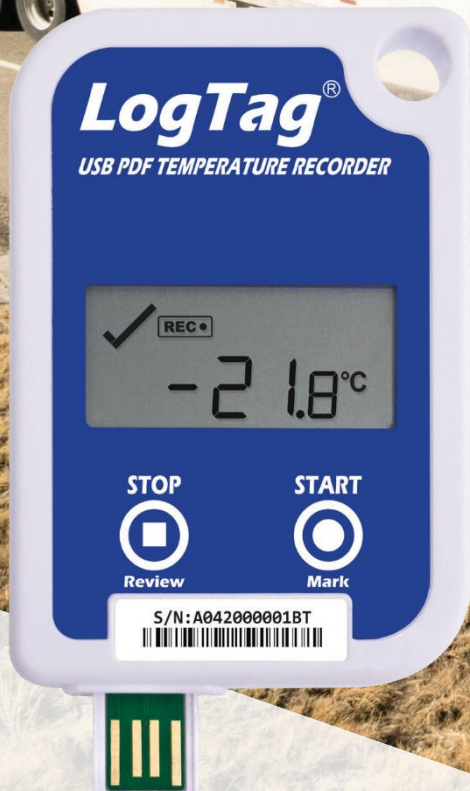 LogTag®
USB PDF TEMPERATURE RECORDER
REC
-21.8°C
STOP
START
Review
Mark
S/N:A042000001BT